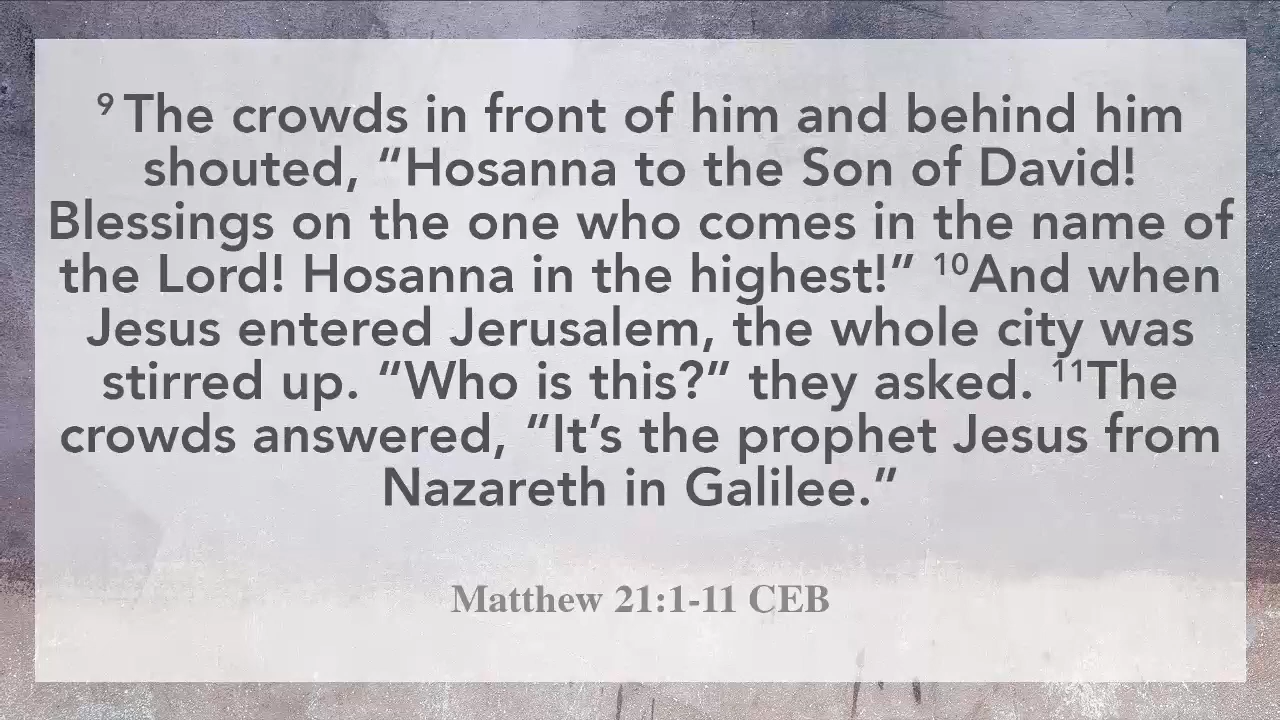 ⁹ The crowds in front of him and behind him
shouted, “Hosanna to the Son of David!
Blessings on the one who comes in the name of
the Lord! Hosanna in the highest!” ¹⁰And when
Jesus entered Jerusalem, the whole city was
stirred up. “Who is this?” they asked. ¹¹The
crowds answered, “It’s the prophet Jesus from
Nazareth in Galilee.”
Matthew 21:1-11 CEB